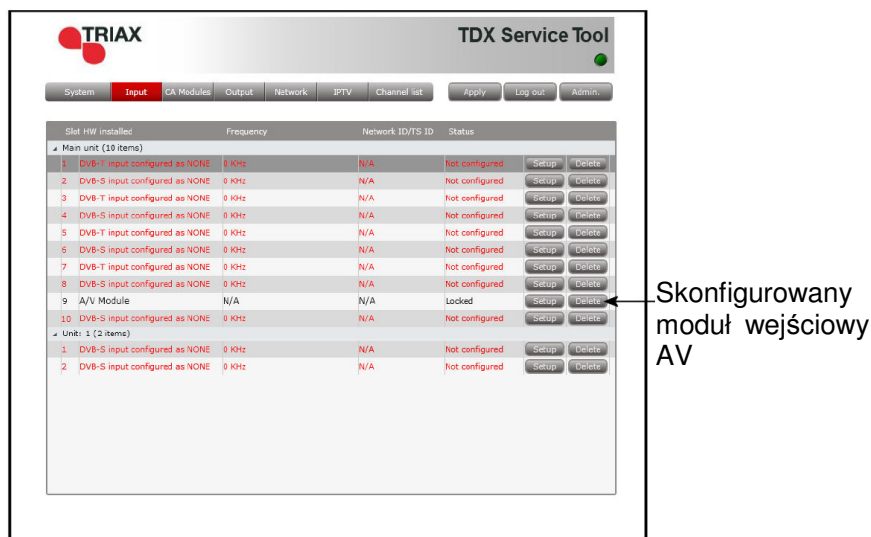 TRIAX
TDX Service Tool
System Input CA Modules Output Network IPTV Channel list Apply Log out Admin.
Slot HW installed Frequency Network ID/TS ID Status
Main unit (10 items)
1 DVB-T input configured as NONE 0 KHz N/A Not configured Setup Delete
2 DVB-S input configured as NONE 0 KHz N/A Not configured Setup Delete
3 DVB-T input configured as NONE 0 KHz N/A Not configured Setup Delete
4 DVB-S input configured as NONE 0 KHz N/A Not configured Setup Delete
5 DVB-T input configured as NONE 0 KHz N/A Not configured Setup Delete
6 DVB-S input configured as NONE 0 KHz N/A Not configured Setup Delete
7 DVB-T input configured as NONE 0 KHz N/A Not configured Setup Delete
8 DVB-S input configured as NONE 0 KHz N/A Not configured Setup Delete
9 A/V Module N/A N/A Locked Setup Delete
10 DVB-S input configured as NONE 0 KHz N/A Not configured Setup Delete
Unit: 1 (2 items)
1 DVB-S input configured as NONE 0 KHz N/A Not configured Setup Delete
2 DVB-S input configured as NONE 0 KHz N/A Not configured Setup Delete
Skonfigurowany
moduł wejściowy
AV